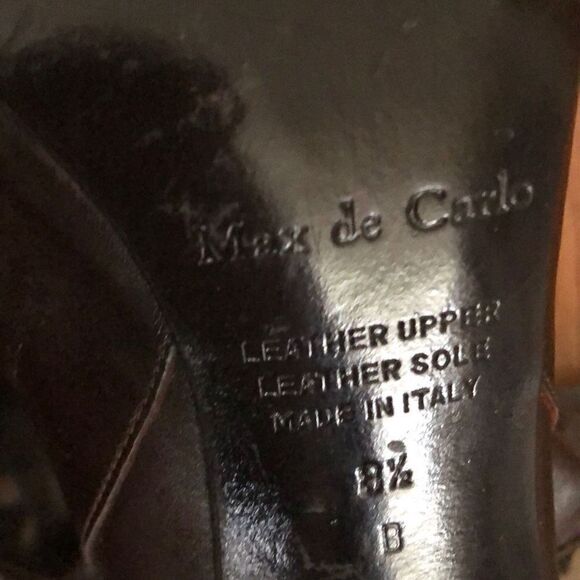 Max de Carlo
LEATHER UPPER
LEATHER SOLE
MADE IN ITALY
8½
B